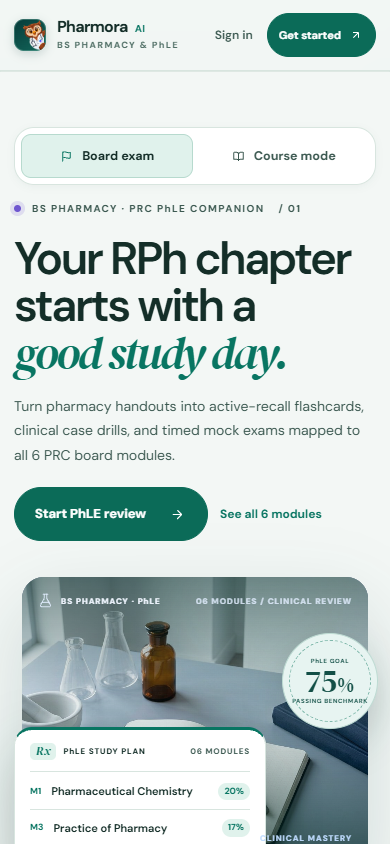 Pharmora AI
BS PHARMACY & PhLE
Sign in
Get started
Board exam
Course mode
BS PHARMACY · PRC PhLE COMPANION / 01
Your RPh chapter
starts with a
good study day.
Turn pharmacy handouts into active-recall flashcards,
clinical case drills, and timed mock exams mapped to
all 6 PRC board modules.
Start PhLE review
See all 6 modules
BS PHARMACY · PhLE
06 MODULES / CLINICAL REVIEW
PhLE GOAL
75%
PASSING BENCHMARK
Rx PhLE STUDY PLAN
06 MODULES
M1 Pharmaceutical Chemistry 20%
M3 Practice of Pharmacy 17%
CLINICAL MASTERY